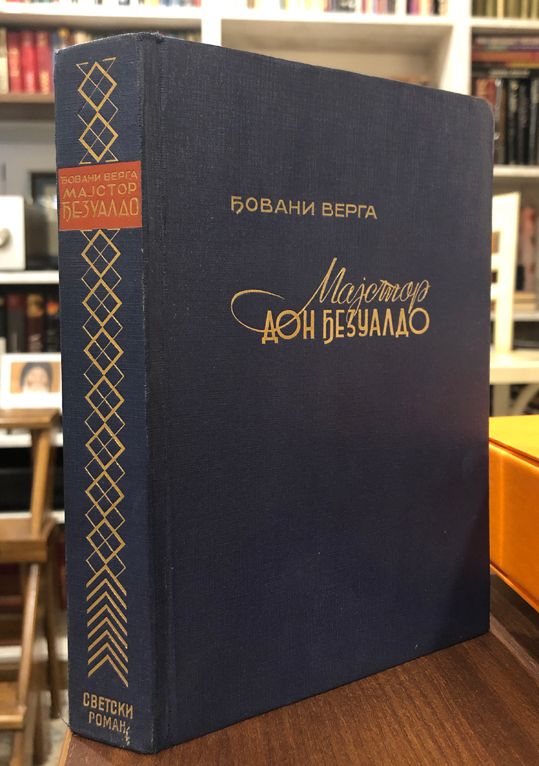 ЂОВАНИ ВЕРГА
МАЈСТОР
ЂЕЗУАЛДО
СВЕТСКИ
РОМАН
ЂОВАНИ ВЕРГА
Мајстор
ДОН ЂЕЗУАЛДО